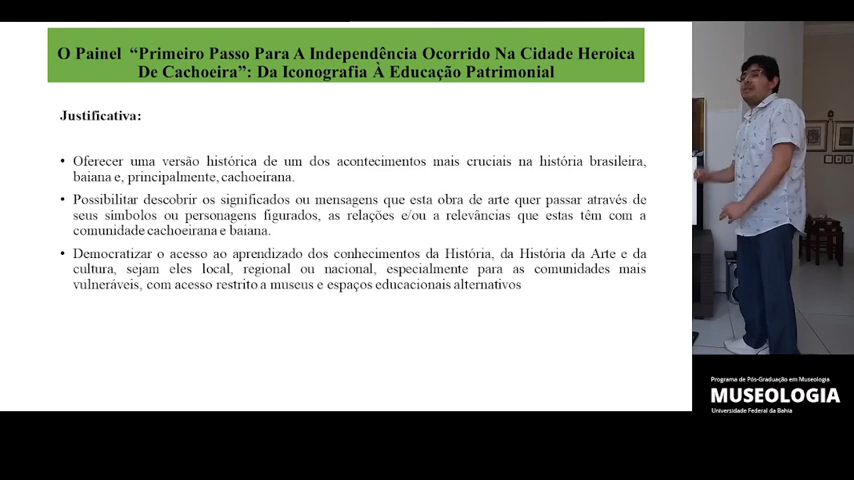 O Painel “Primeiro Passo Para A Independência Ocorrido Na Cidade Heroica
De Cachoeira”: Da Iconografia À Educação Patrimonial
Justificativa:
• Oferecer uma versão histórica de um dos acontecimentos mais cruciais na história brasileira,
baiana e, principalmente, cachoeirana.
• Possibilitar descobrir os significados ou mensagens que esta obra de arte quer passar através de
seus símbolos ou personagens figurados, as relações e/ou a relevâncias que estas têm com a
comunidade cachoeirana e baiana.
• Democratizar o acesso ao aprendizado dos conhecimentos da História, da História da Arte e da
cultura, sejam eles local, regional ou nacional, especialmente para as comunidades mais
vulneráveis, com acesso restrito a museus e espaços educacionais alternativos
Programa de Pós-Graduação em Museologia
MUSEOLOGIA
Universidade Federal da Bahia